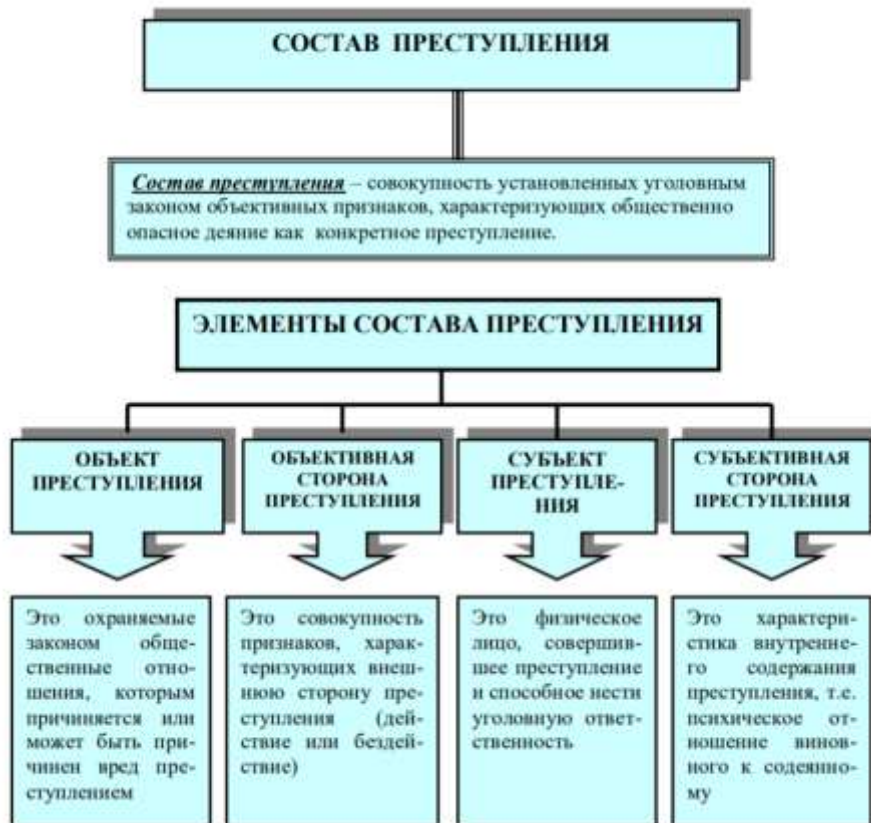 СОСТАВ ПРЕСТУПЛЕНИЯ
Состав преступления – совокупность установленных уголовным
законом объективных признаков, характеризующих общественно
опасное деяние как конкретное преступление.
ЭЛЕМЕНТЫ СОСТАВА ПРЕСТУПЛЕНИЯ
ОБЪЕКТ
ПРЕСТУПЛЕНИЯ
ОБЪЕКТИВНАЯ
СТОРОНА
ПРЕСТУПЛЕНИЯ
СУБЪЕКТ
ПРЕСТУПЛЕ-
НИЯ
СУБЪЕКТИВНАЯ
СТОРОНА
ПРЕСТУПЛЕНИЯ
Это охраняемые
законом обще-
ственные отно-
шения, которым
причиняется или
может быть при-
чинен вред пре-
ступлением
Это совокупность
признаков, харак-
теризующих внеш-
нюю сторону пре-
ступления (дей-
ствие или бездей-
ствие)
Это физическое
лицо, совершив-
шее преступление
и способное нести
уголовную ответ-
ственность
Это характери-
стика внутренне-
го содержания
преступления, т.е.
психическое от-
ношение винов-
ного к содеянно-
му